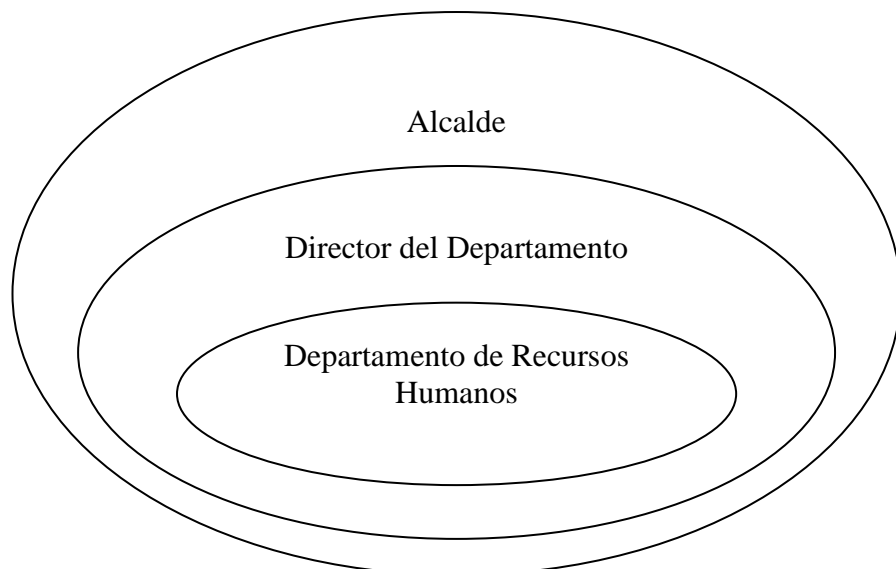 Alcalde
Director del Departamento
Departamento de Recursos
Humanos